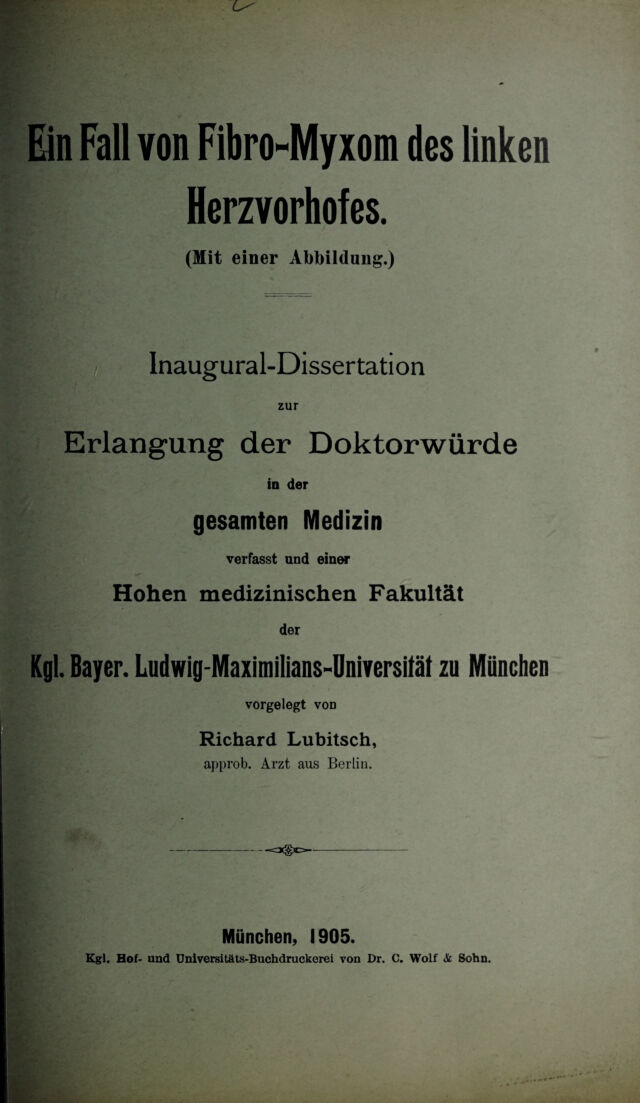 Ein Fall von Fibro-Myxom des linken
Herzvorhofes.
(Mit einer Abbildung.)
Inaugural-Dissertation
zur
Erlangung der Doktorwürde
in der
gesamten Medizin
verfasst und einer
Hohen medizinischen Fakultät
der
Kgl. Bayer. Ludwig-Maximilians-Universität zu München
vorgelegt von
Richard Lubitsch,
approb. Arzt aus Berlin.
München, 1905.
Kgl. Hof- und Universitäts-Buchdruckerei von Dr. C. Wolf & Sohn.